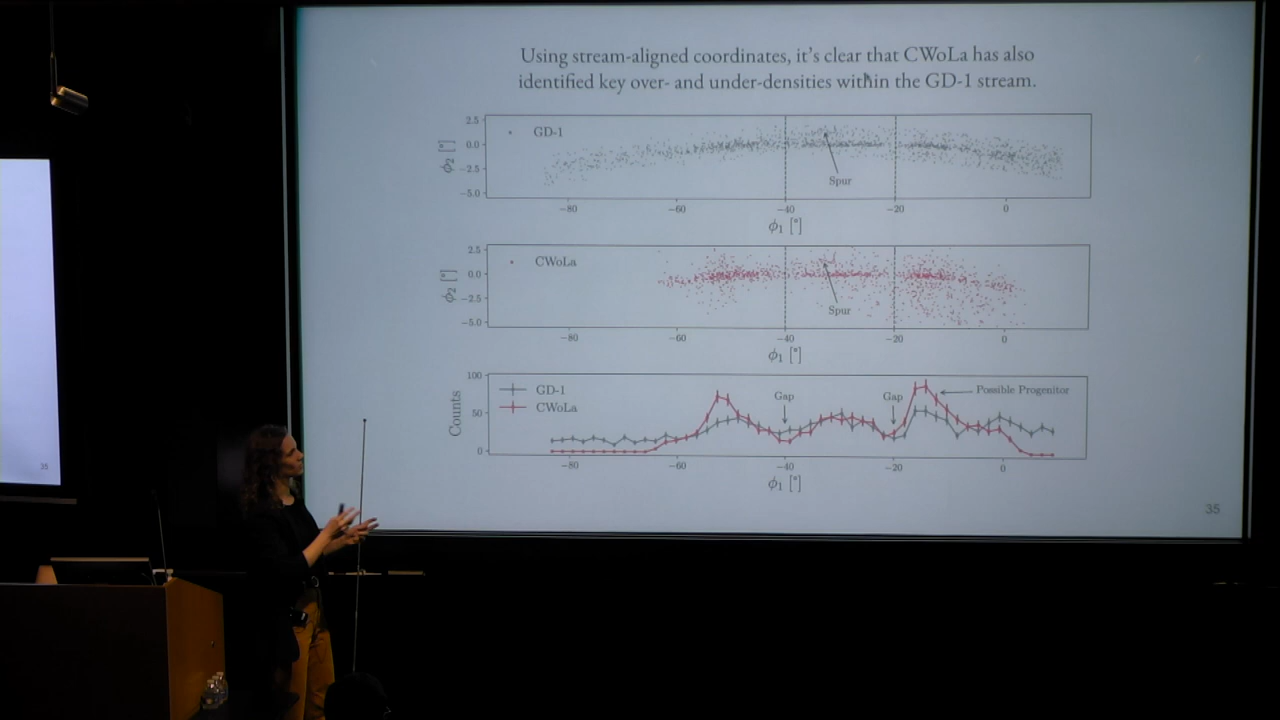 Using stream-aligned coordinates, it's clear that CWoLa has also
identified key over- and under-densities within the GD-1 stream.
2.5
0.0
−2.5
−5.0
ϕ₂ [°]
GD-1
Spur
−80 −60 −40 −20 0
ϕ₁ [°]
2.5
0.0
−2.5
−5.0
ϕ₂ [°]
CWoLa
Spur
−80 −60 −40 −20 0
ϕ₁ [°]
100
50
0
Counts
GD-1
CWoLa
Gap
Gap
Possible Progenitor
−80 −60 −40 −20 0
ϕ₁ [°]
35
35